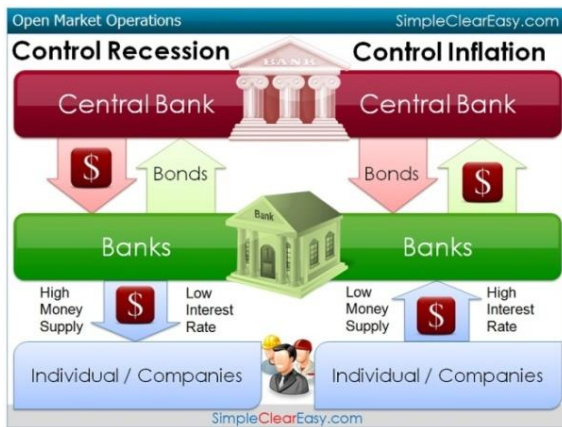 Open Market Operations
SimpleClearEasy.com
Control Recession
Control Inflation
BANK
Central Bank
Central Bank
$
Bonds
Bonds
$
Bank
Banks
Banks
High
Money
Supply
$
Low
Interest
Rate
Low
Money
Supply
$
High
Interest
Rate
Individual / Companies
Individual / Companies
SimpleClearEasy.com